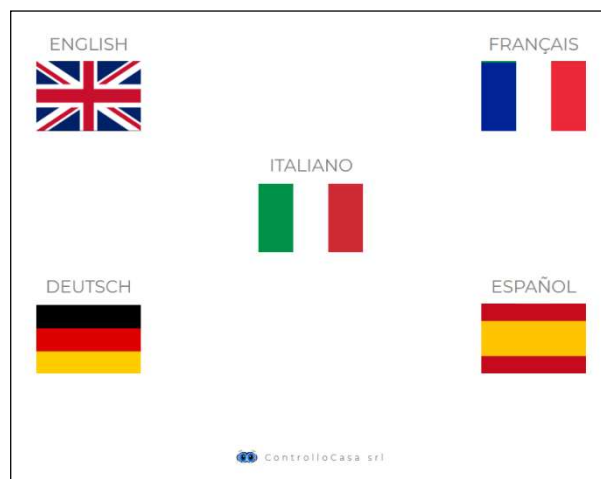 ENGLISH
FRANÇAIS
ITALIANO
DEUTSCH
ESPAÑOL
ControlloCasa srl